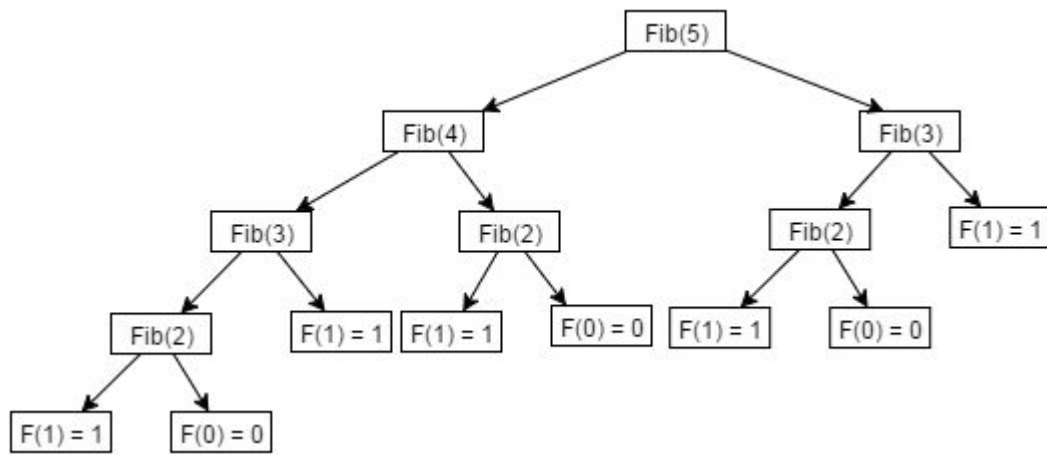 Fib(5)
Fib(4)
Fib(3)
Fib(3)
Fib(2)
Fib(2)
F(1) = 1
Fib(2)
F(1) = 1
F(1) = 1
F(0) = 0
F(1) = 1
F(0) = 0
F(1) = 1
F(0) = 0